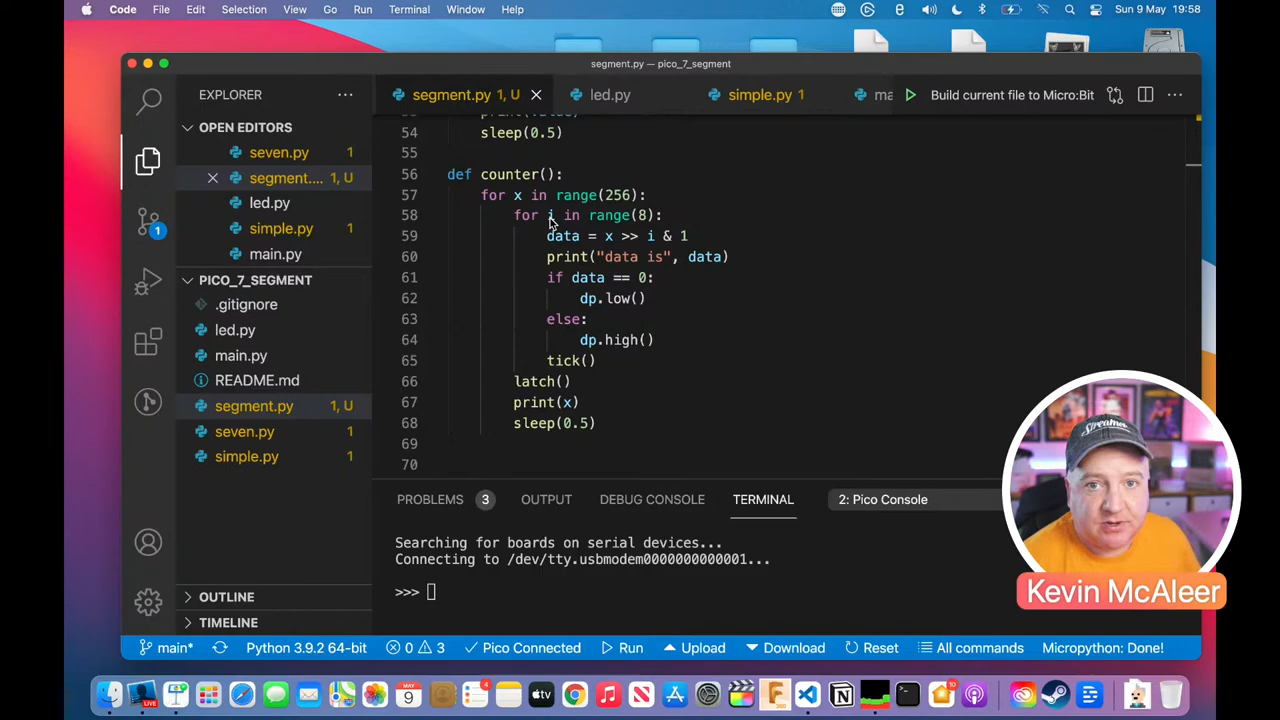 Code File Edit Selection View Go Run Terminal Window Help
Sun 9 May 19:58
segment.py — pico_7_segment
EXPLORER
segment.py 1, U
led.py
simple.py 1
ma
Build current file to Micro:Bit
OPEN EDITORS
seven.py 1
segment.... 1, U
led.py
simple.py 1
main.py
PICO_7_SEGMENT
.gitignore
led.py
main.py
README.md
segment.py 1, U
seven.py 1
simple.py 1
OUTLINE
TIMELINE
1
54 sleep(0.5)
55
56 def counter():
57 for x in range(256):
58 for i in range(8):
59 data = x >> i & 1
60 print("data is", data)
61 if data == 0:
62 dp.low()
63 else:
64 dp.high()
65 tick()
66 latch()
67 print(x)
68 sleep(0.5)
69
70
PROBLEMS 3 OUTPUT DEBUG CONSOLE TERMINAL 2: Pico Console
Searching for boards on serial devices...
Connecting to /dev/tty.usbmodem0000000000001...
>>>
Streamer
Kevin McAleer
main* Python 3.9.2 64-bit 0 3 Pico Connected Run Upload Download Reset All commands Micropython: Done!